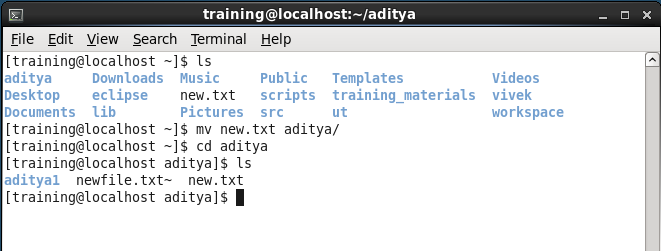 training@localhost:~/aditya
File Edit View Search Terminal Help
[training@localhost ~]$ ls
aditya Downloads Music Public Templates Videos
Desktop eclipse new.txt scripts training_materials vivek
Documents lib Pictures src ut workspace
[training@localhost ~]$ mv new.txt aditya/
[training@localhost ~]$ cd aditya
[training@localhost aditya]$ ls
aditya1 newfile.txt~ new.txt
[training@localhost aditya]$